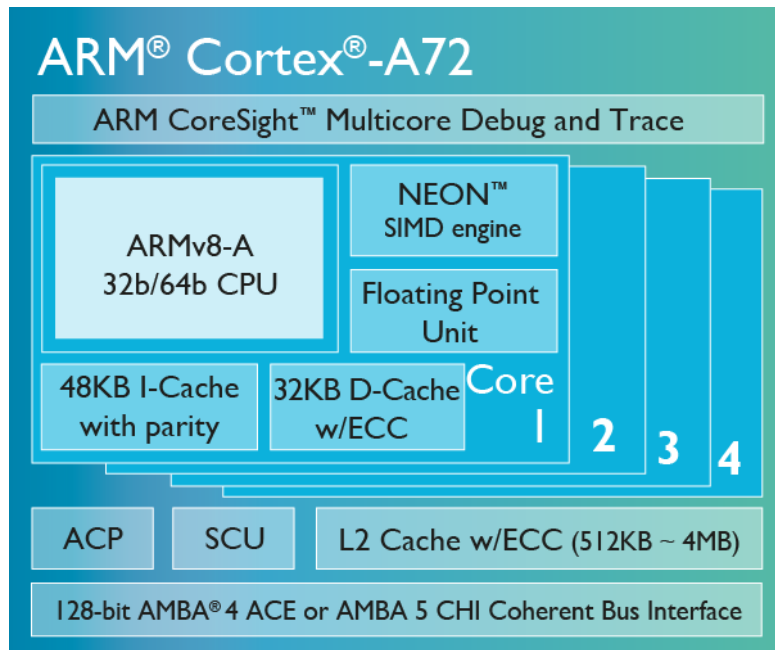 ARM® Cortex®-A72
ARM CoreSight™ Multicore Debug and Trace
ARMv8-A
32b/64b CPU
NEON™
SIMD engine
Floating Point
Unit
48KB I-Cache
with parity
32KB D-Cache
w/ECC
Core
1
2
3
4
ACP
SCU
L2 Cache w/ECC (512KB ~ 4MB)
128-bit AMBA® 4 ACE or AMBA 5 CHI Coherent Bus Interface